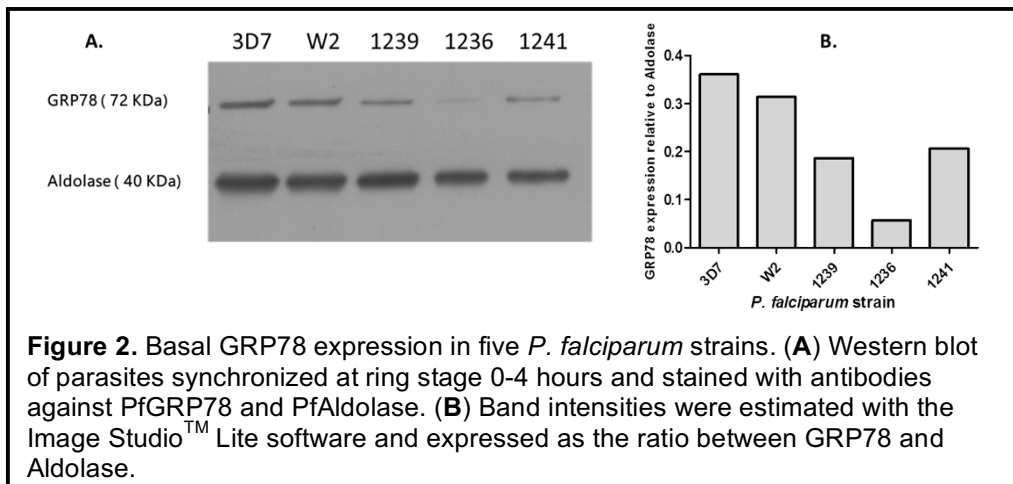 A.
3D7 W2 1239 1236 1241
GRP78 ( 72 KDa)
Aldolase ( 40 KDa)
B.
GRP78 expression relative to Aldolase
0.4
0.3
0.2
0.1
0.0
3D7 W2 1239 1236 1241
P. falciparum strain
Figure 2. Basal GRP78 expression in five P. falciparum strains. (A) Western blot
of parasites synchronized at ring stage 0-4 hours and stained with antibodies
against PfGRP78 and PfAldolase. (B) Band intensities were estimated with the
Image Studio™ Lite software and expressed as the ratio between GRP78 and
Aldolase.